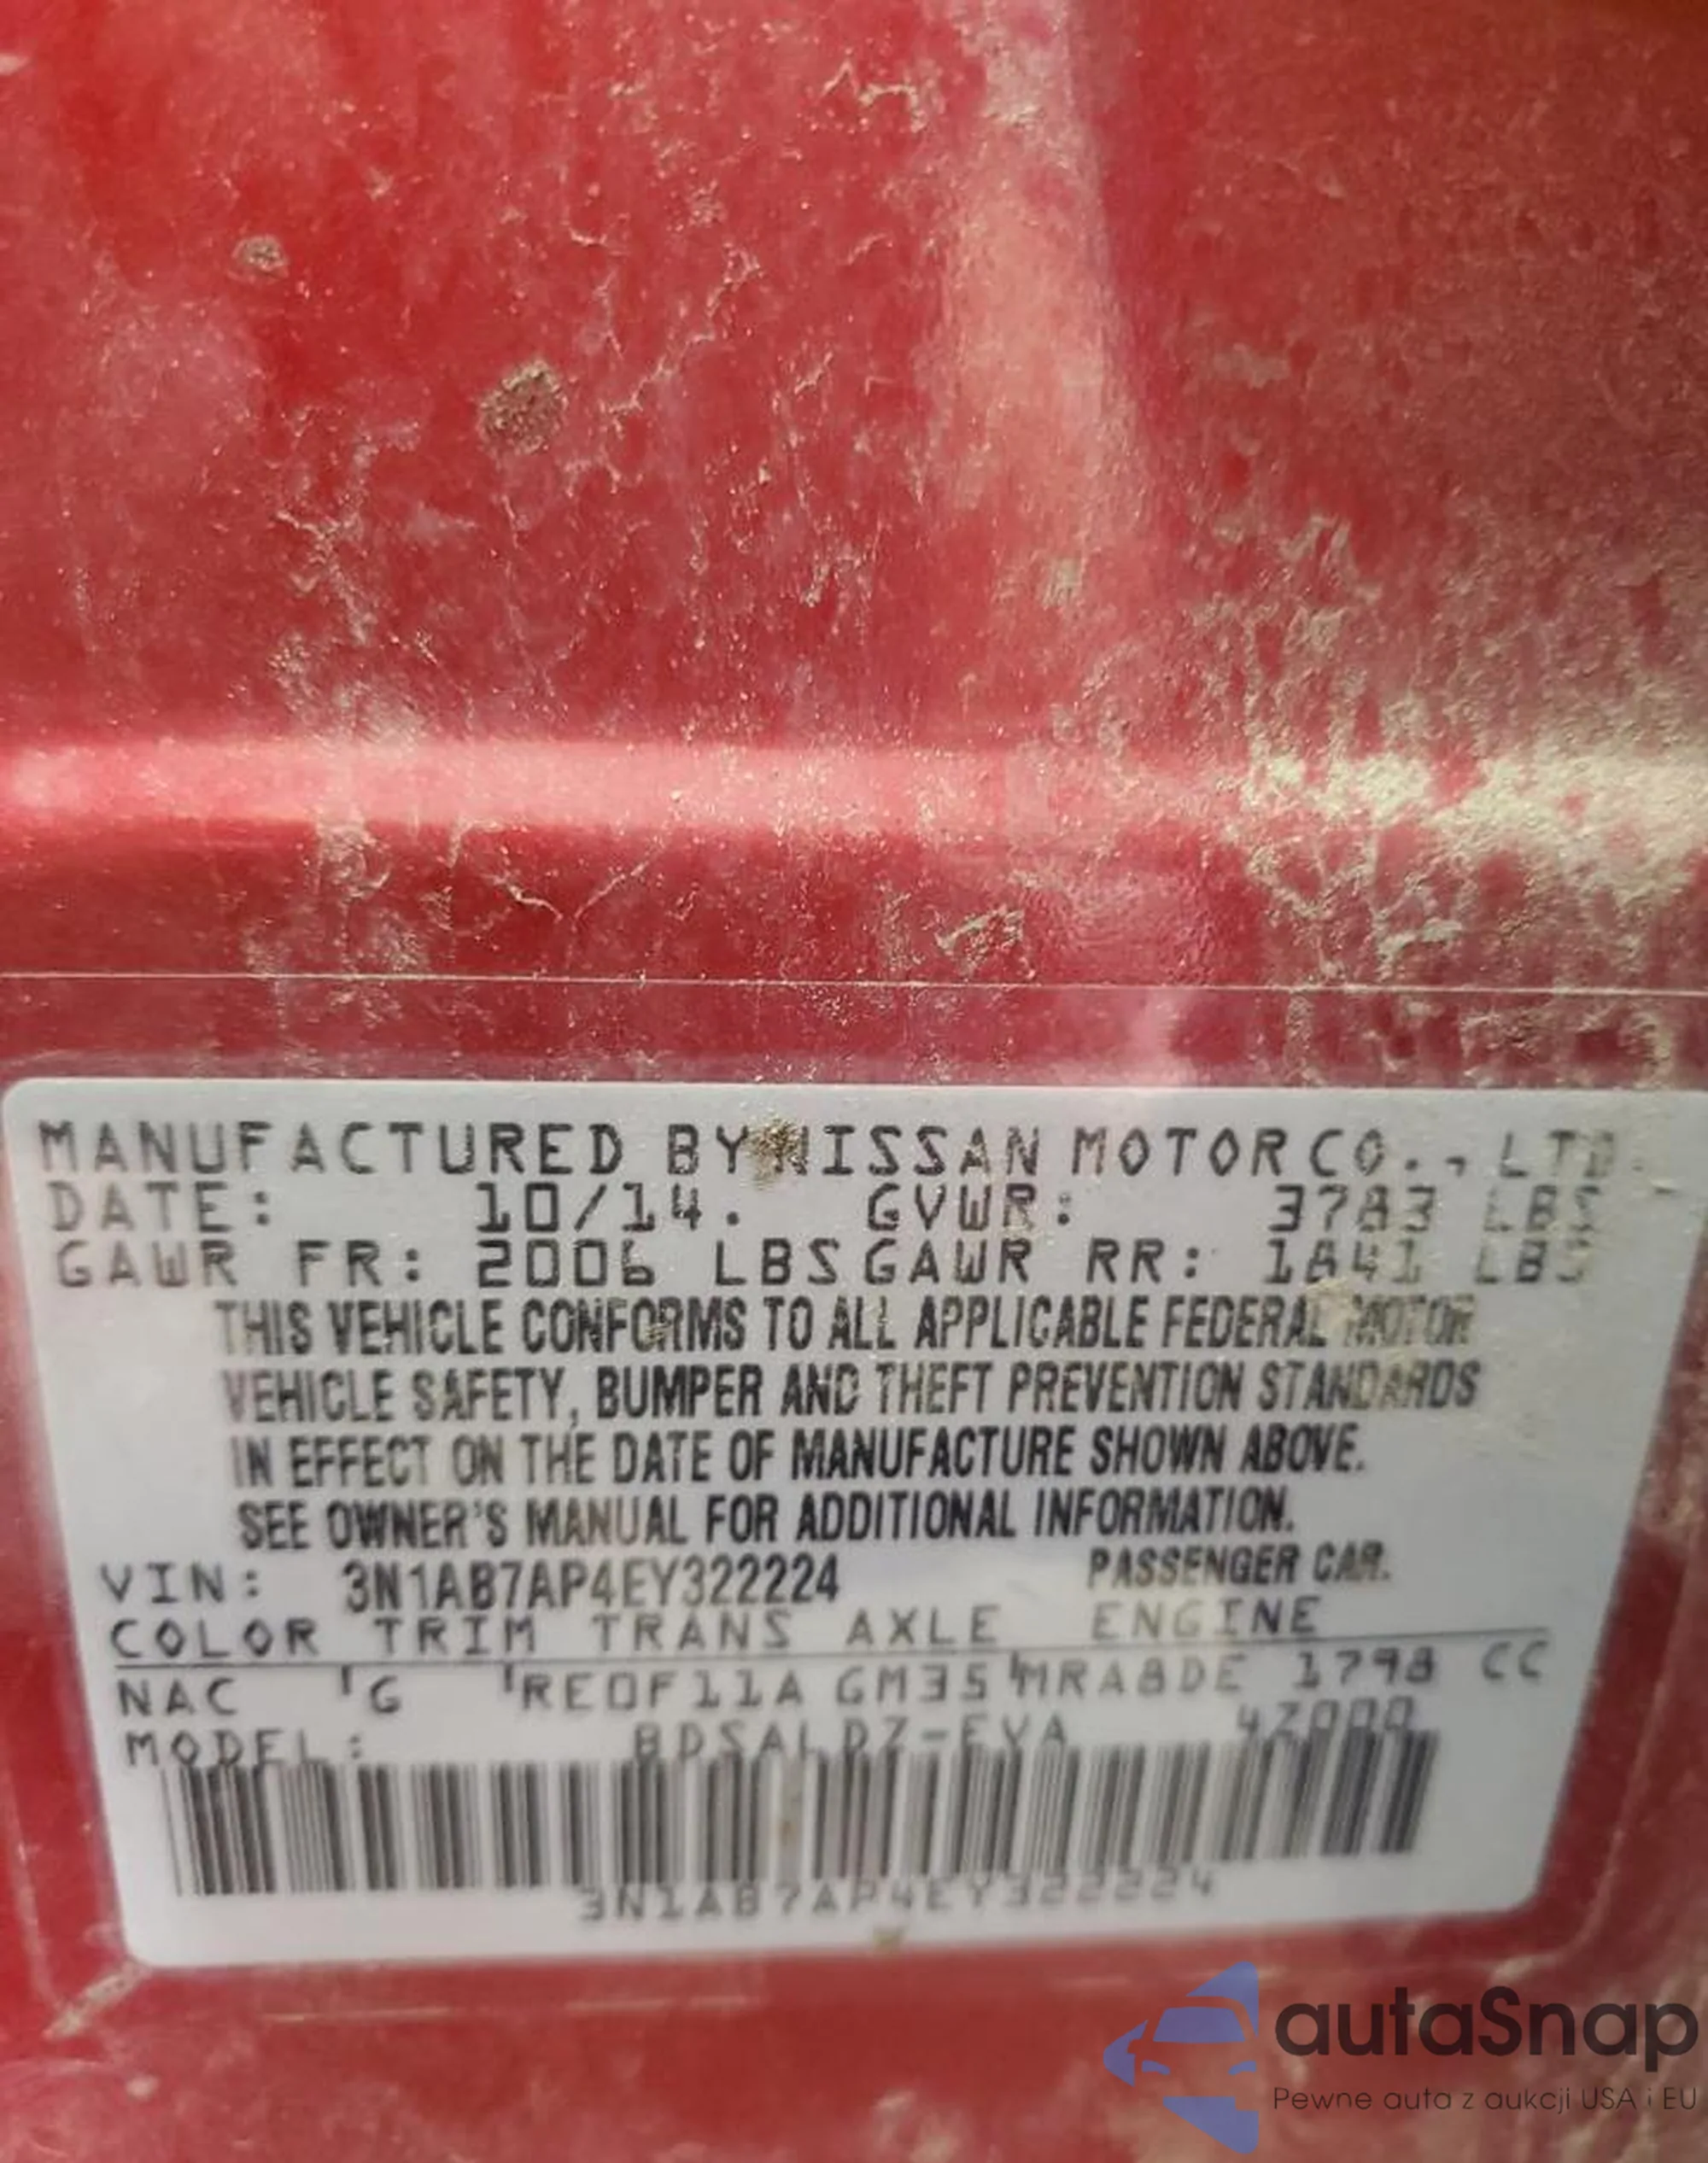 MANUFACTURED BY NISSAN MOTOR CO., LTD.
DATE: 10/14. GVWR: 3783 LBS
GAWR FR: 2006 LBS GAWR RR: 1841 LBS
THIS VEHICLE CONFORMS TO ALL APPLICABLE FEDERAL MOTOR
VEHICLE SAFETY, BUMPER AND THEFT PREVENTION STANDARDS
IN EFFECT ON THE DATE OF MANUFACTURE SHOWN ABOVE.
SEE OWNER'S MANUAL FOR ADDITIONAL INFORMATION.
VIN: 3N1AB7AP4EY322224 PASSENGER CAR.
COLOR TRIM TRANS AXLE ENGINE
NAC G RE0F11A GM35 MRA8DE 1798 CC
MODEL: BDSALDZ-EVA
3N1AB7AP4EY322224
autaSnap
Pewne auta z aukcji USA i EU